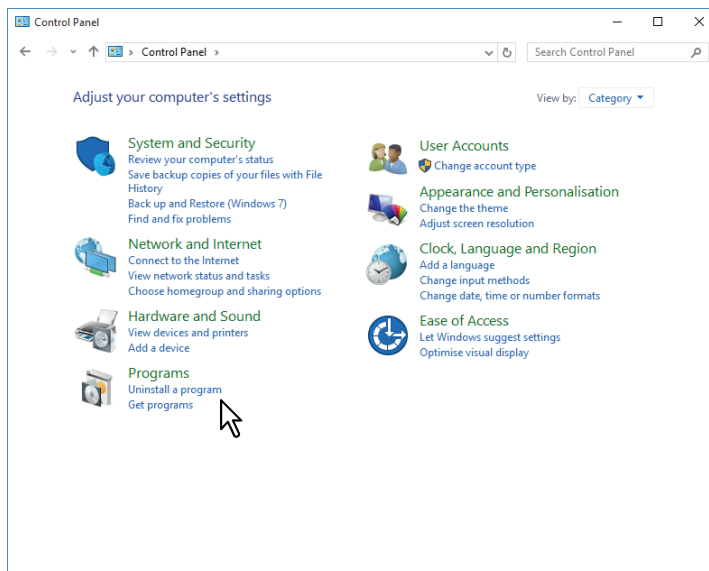 Control Panel
Control Panel
Search Control Panel
Adjust your computer's settings
View by: Category
System and Security
Review your computer's status
Save backup copies of your files with File
History
Back up and Restore (Windows 7)
Find and fix problems
Network and Internet
Connect to the Internet
View network status and tasks
Choose homegroup and sharing options
Hardware and Sound
View devices and printers
Add a device
Programs
Uninstall a program
Get programs
User Accounts
Change account type
Appearance and Personalisation
Change the theme
Adjust screen resolution
Clock, Language and Region
Add a language
Change input methods
Change date, time or number formats
Ease of Access
Let Windows suggest settings
Optimise visual display